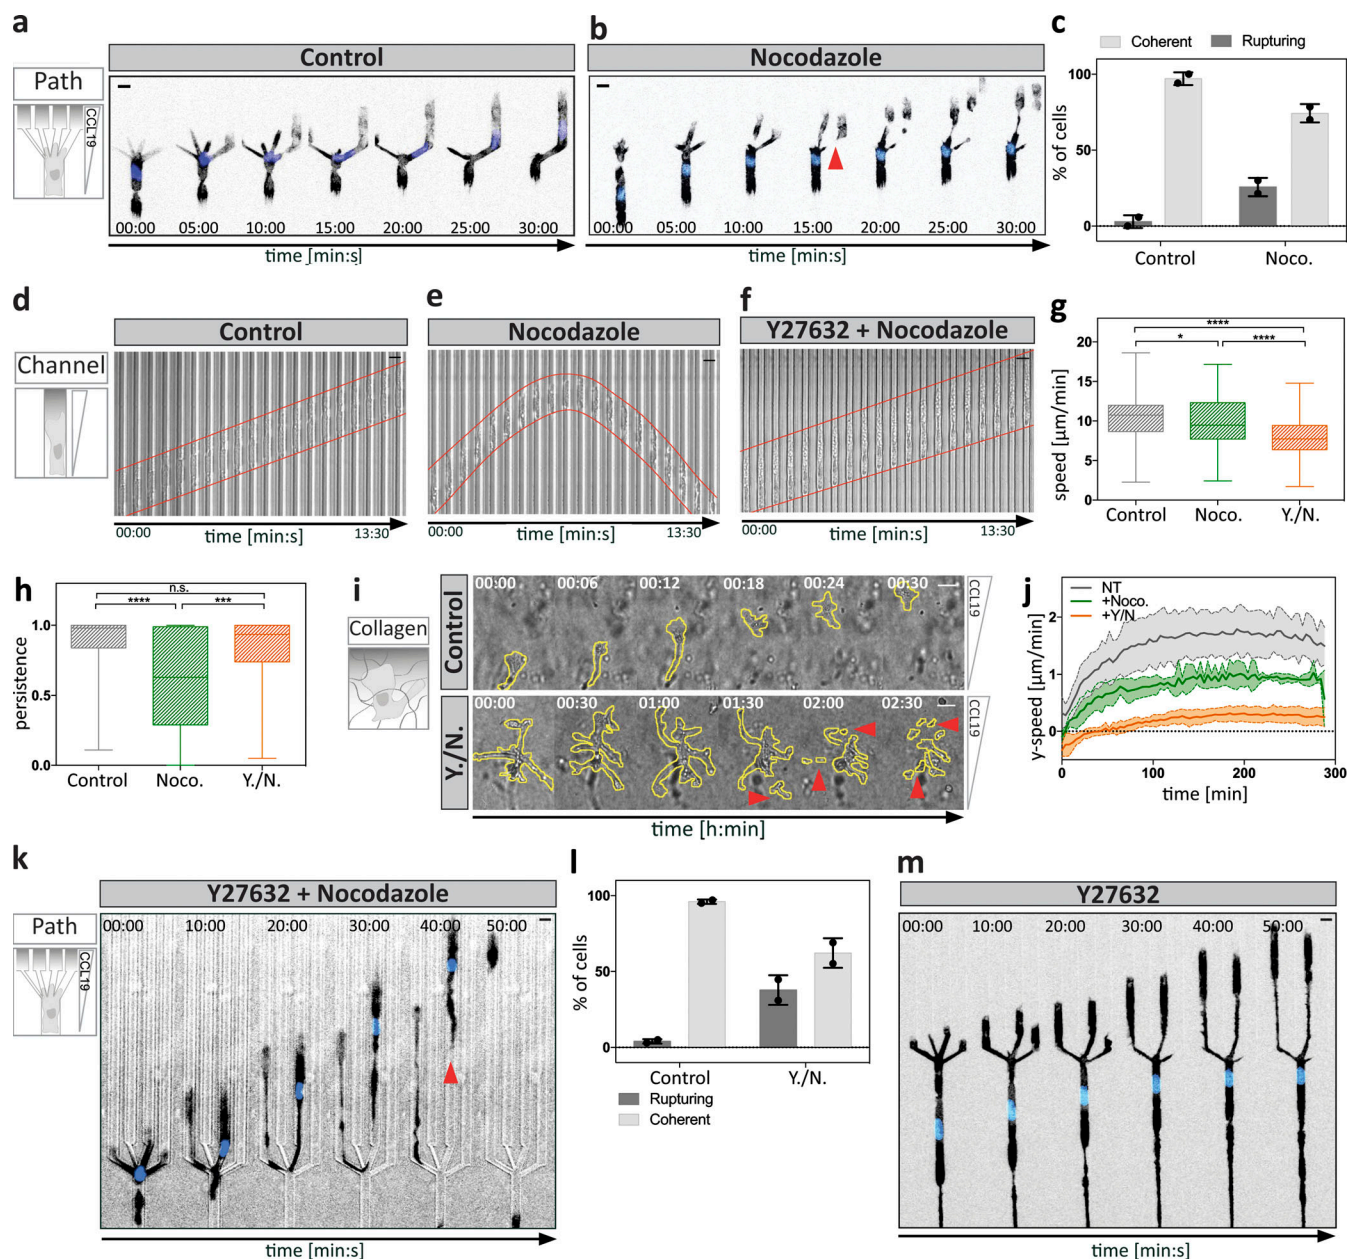 a
Control
Path
CCL19
00:00 05:00 10:00 15:00 20:00 25:00 30:00
time [min:s]
b
Nocodazole
00:00 05:00 10:00 15:00 20:00 25:00 30:00
time [min:s]
c
Coherent Rupturing
% of cells
100
50
0
Control Noco.
d
Control
Channel
00:00 time [min:s] 13:30
e
Nocodazole
00:00 time [min:s] 13:30
f
Y27632 + Nocodazole
00:00 time [min:s] 13:30
g
****
* ****
speed [µm/min]
20
15
10
5
0
Control Noco. Y./N.
h
n.s.
**** ***
persistence
1.0
0.5
0.0
Control Noco. Y./N.
i
Collagen
Control
00:00 00:06 00:12 00:18 00:24 00:30
CCL19
Y./N.
00:00 00:30 01:00 01:30 02:00 02:30
CCL19
time [h:min]
j
NT
+Noco.
+Y/N.
y-speed [µm/min]
2
1
0
0 100 200 300
time [min]
k
Y27632 + Nocodazole
Path
CCL19
00:00 10:00 20:00 30:00 40:00 50:00
time [min:s]
l
% of cells
100
50
0
Control Y./N.
Rupturing
Coherent
m
Y27632
00:00 10:00 20:00 30:00 40:00 50:00
time [min:s]